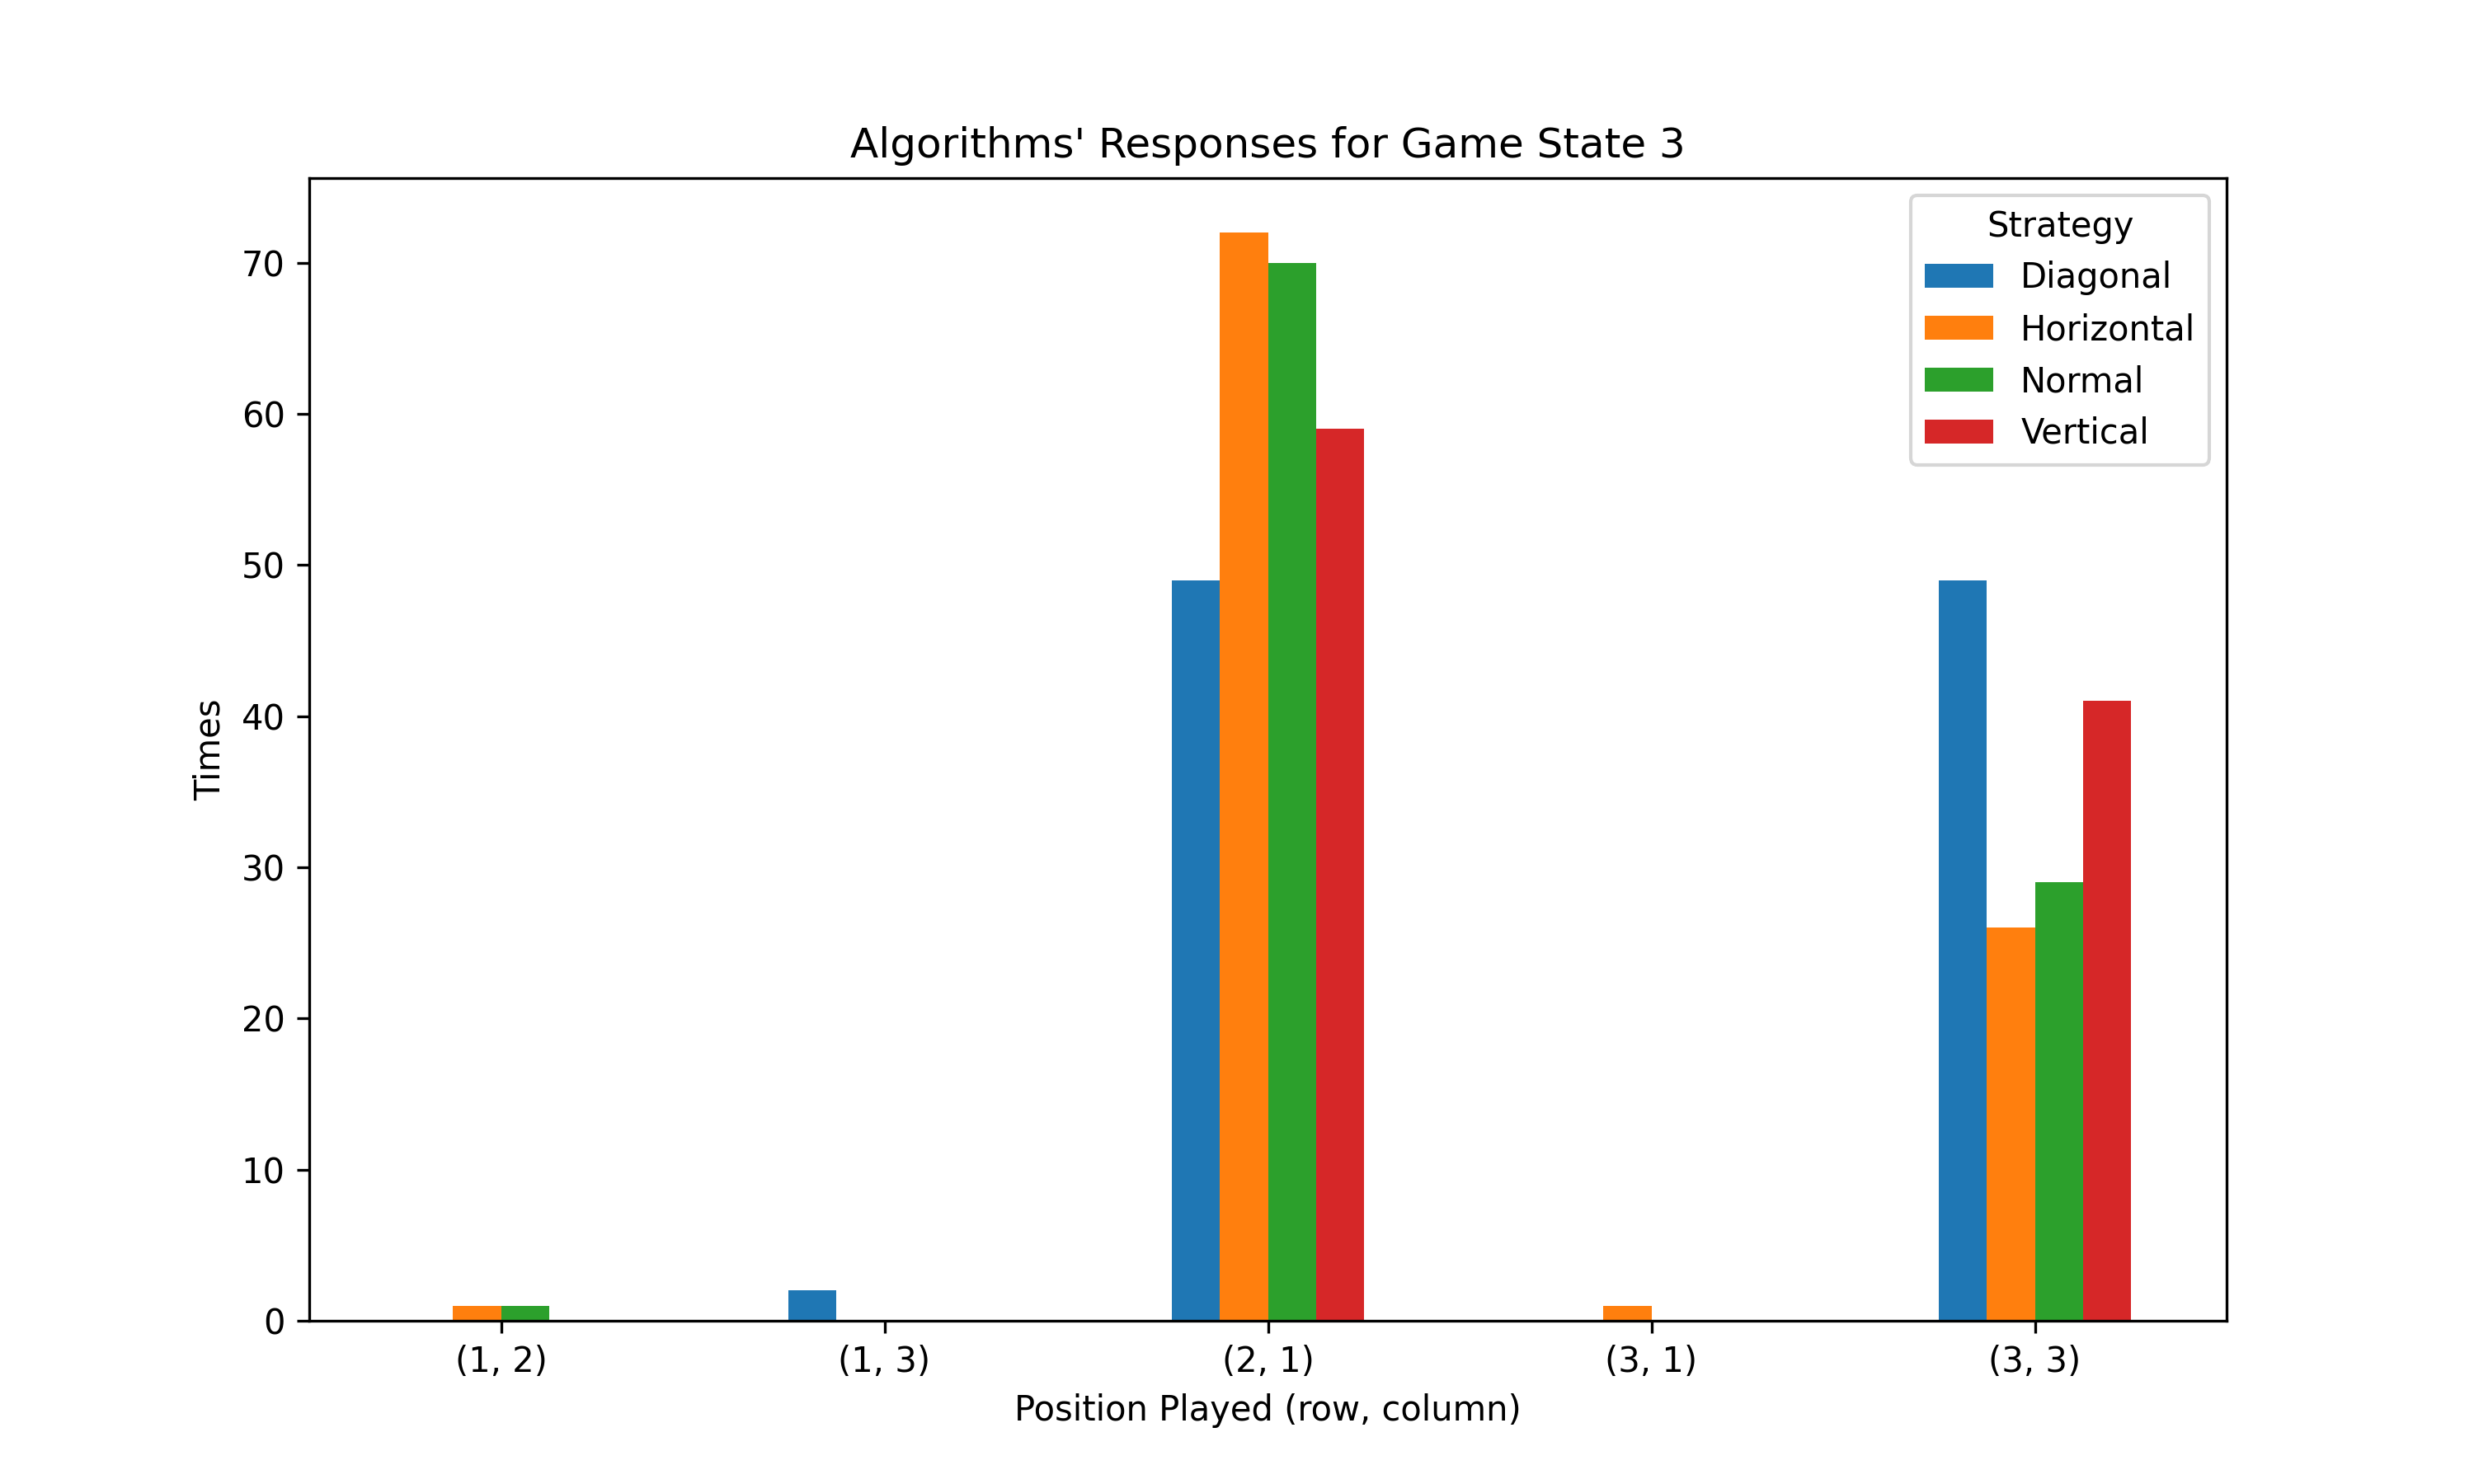 Algorithms' Responses for Game State 3
Strategy
Diagonal
Horizontal
Normal
Vertical
Times
70
60
50
40
30
20
10
0
(1, 2)
(1, 3)
(2, 1)
(3, 1)
(3, 3)
Position Played (row, column)